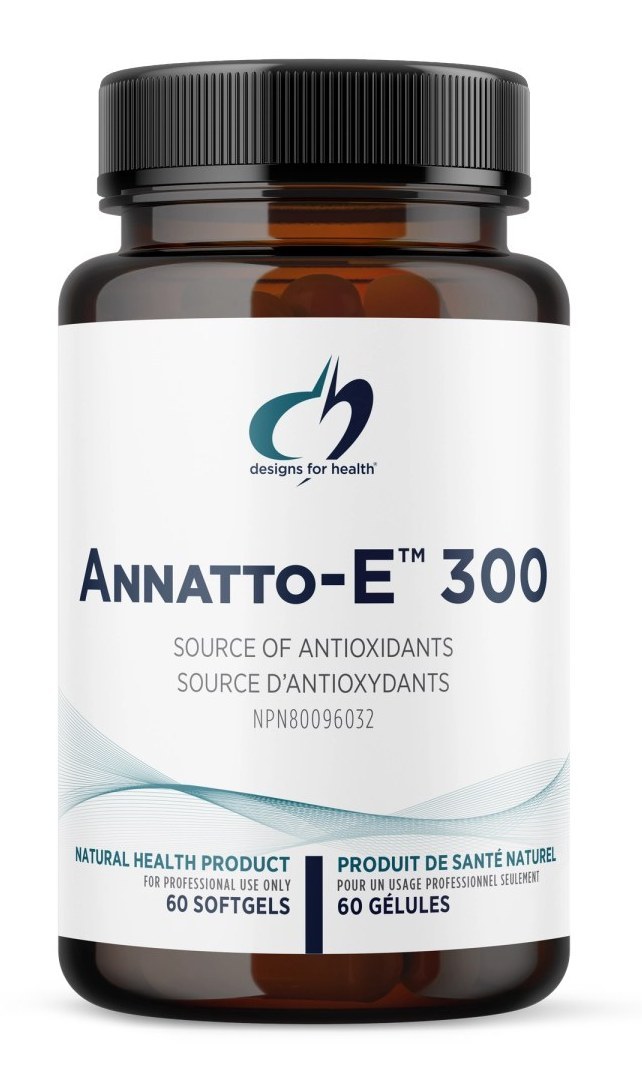 designs for health®
ANNATTO-E™ 300
SOURCE OF ANTIOXIDANTS
SOURCE D'ANTIOXYDANTS
NPN80096032
NATURAL HEALTH PRODUCT
FOR PROFESSIONAL USE ONLY
60 SOFTGELS
PRODUIT DE SANTÉ NATUREL
POUR UN USAGE PROFESSIONNEL SEULEMENT
60 GÉLULES